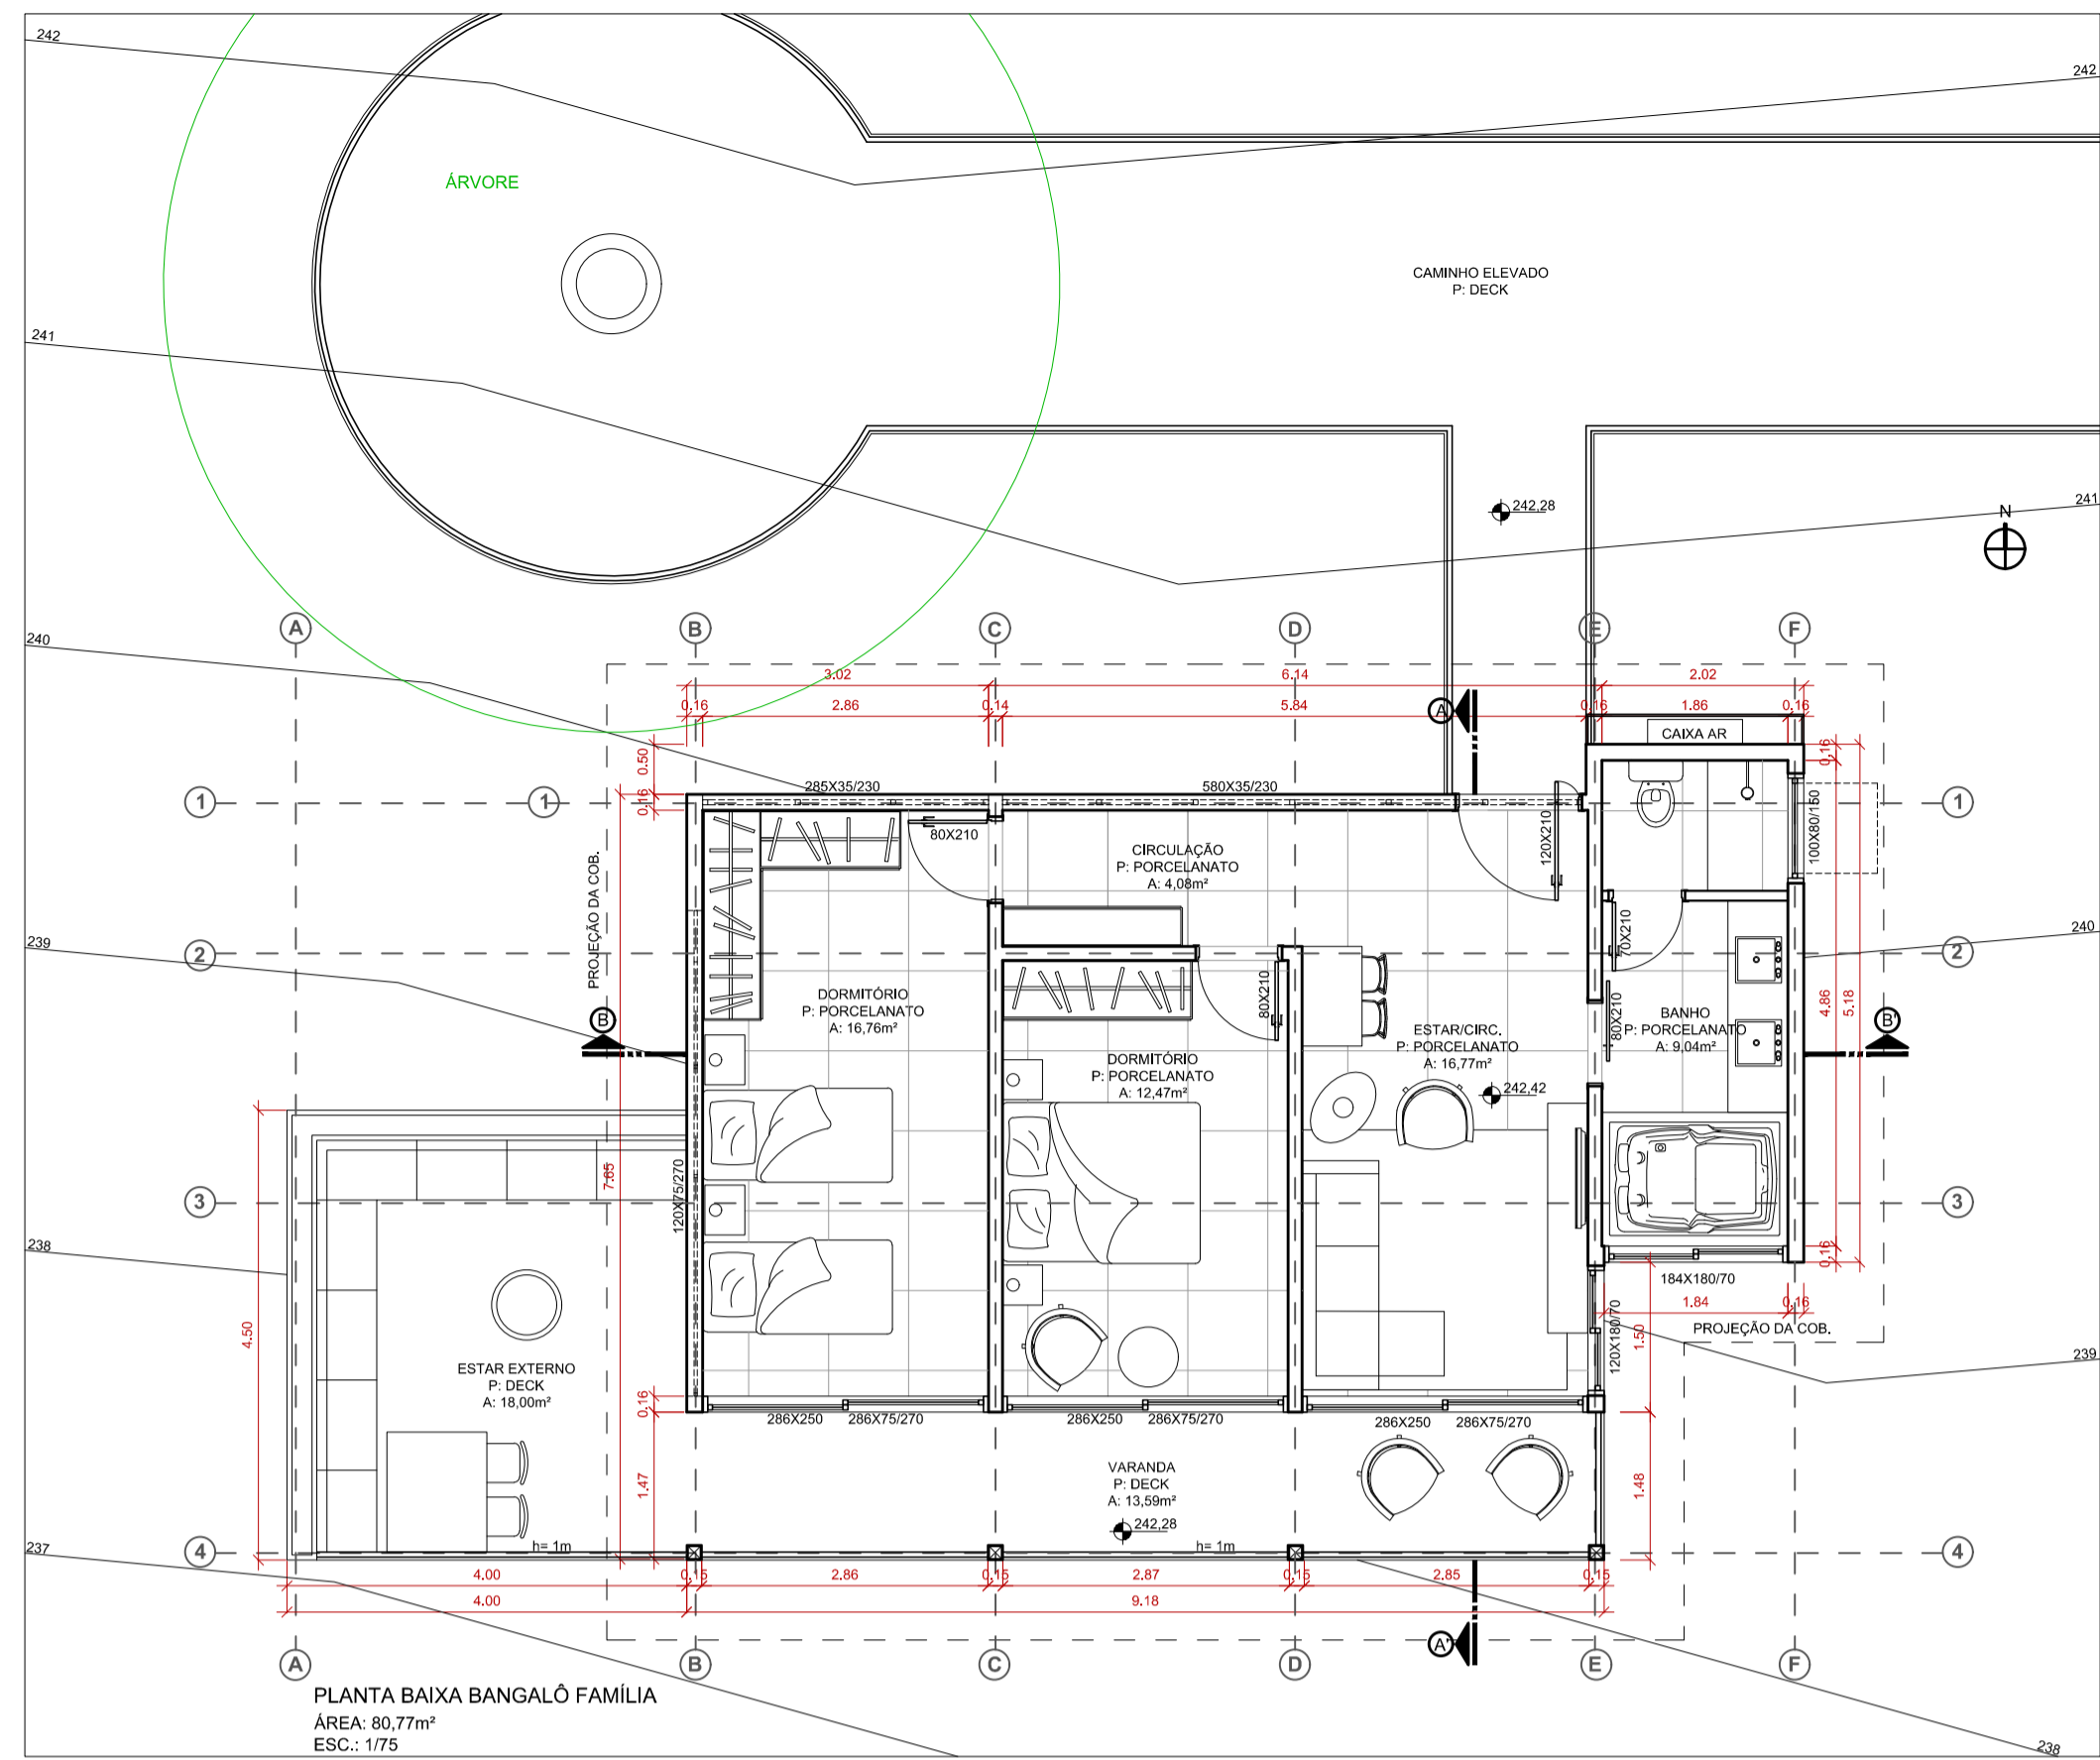 242
242
ÁRVORE
CAMINHO ELEVADO
P: DECK
241
241
242,28
N
240
A
B
C
D
E
F
3.02
6.14
2.02
0.16
2.86
0.14
5.84
0.16
1.86
0.16
A
CAIXA AR
0.50
0.16
0.16
285X35/230
580X35/230
1
1
1
80X210
120X210
100X80/150
CIRCULAÇÃO
P: PORCELANATO
A: 4,08m²
PROJEÇÃO DA COB.
70X210
239
2
2
240
DORMITÓRIO
P: PORCELANATO
A: 16,76m²
80X210
80X210
4.86
5.18
BANHO
P: PORCELANATO
A: 9,04m²
B
B'
ESTAR/CIRC.
P: PORCELANATO
A: 16,77m²
DORMITÓRIO
P: PORCELANATO
A: 12,47m²
242,42
7.65
120X75/270
3
3
238
0.16
184X180/70
1.84
0.16
4.50
1.50
120X180/70
PROJEÇÃO DA COB.
239
ESTAR EXTERNO
P: DECK
A: 18,00m²
0.16
286X250
286X75/270
286X250
286X75/270
286X250
286X75/270
1.47
1.48
VARANDA
P: DECK
A: 13,59m²
242,28
237
4
h= 1m
h= 1m
4
4.00
0.15
2.86
0.15
2.87
0.15
2.85
0.15
4.00
9.18
A'
A
B
C
D
E
F
PLANTA BAIXA BANGALÔ FAMÍLIA
ÁREA: 80,77m²
ESC.: 1/75
238